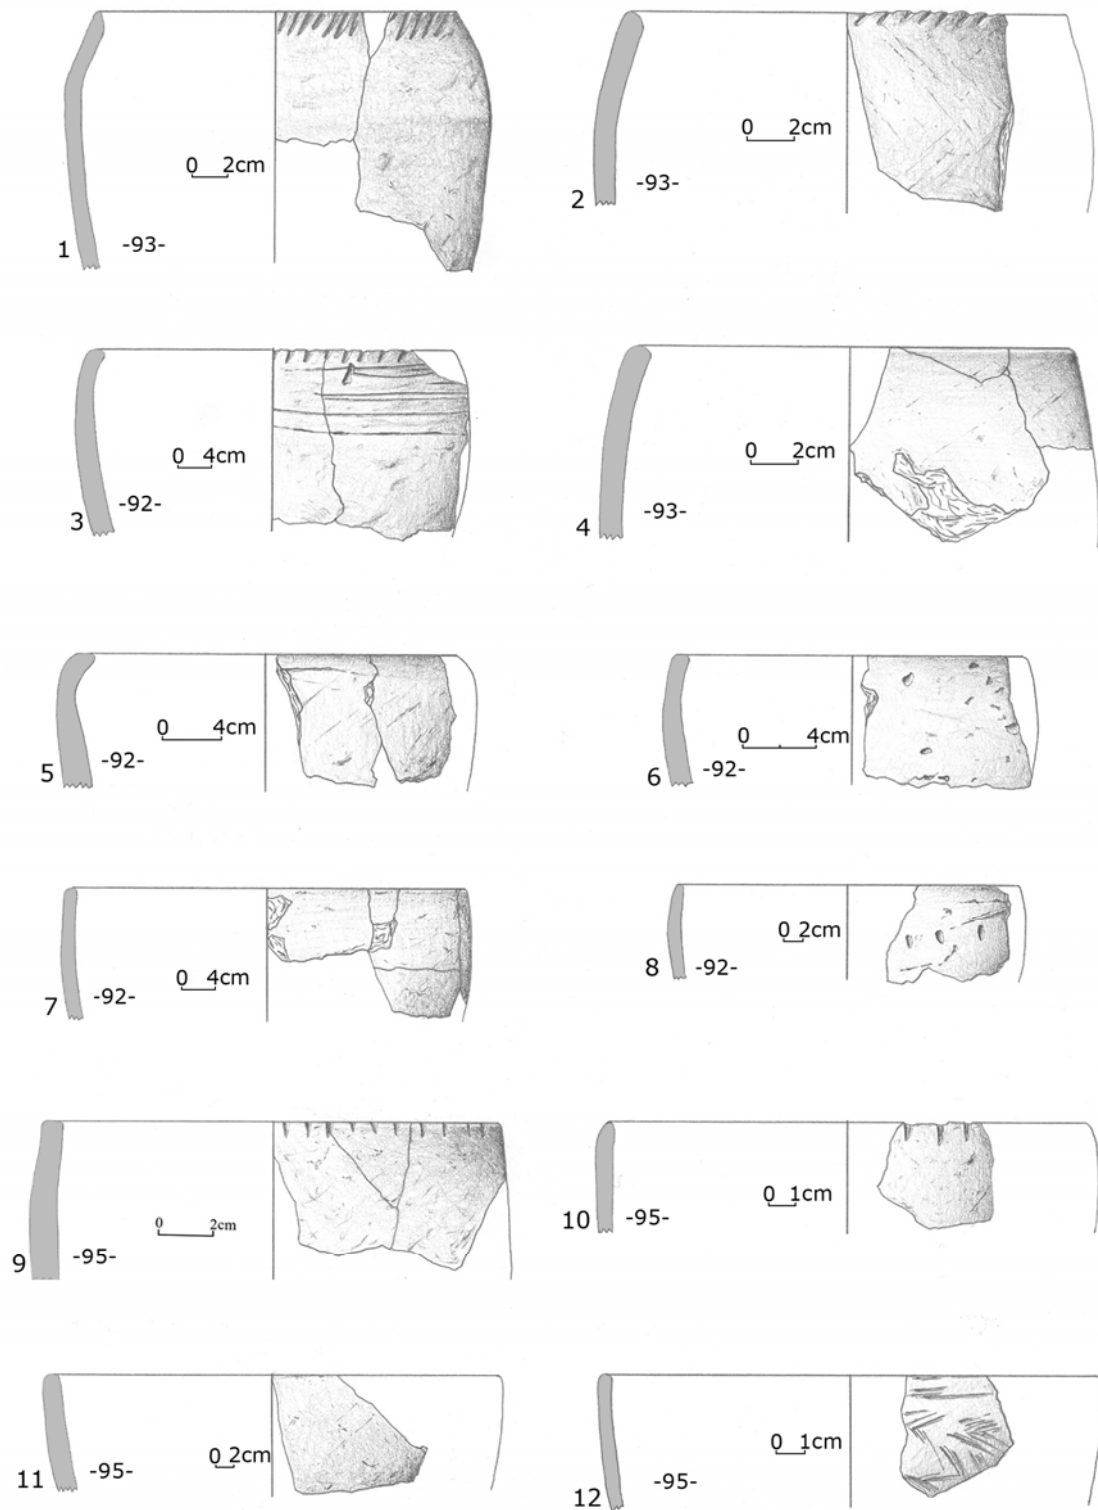 0 2cm
1 -93-
0 2cm
2 -93-
0 4cm
3 -92-
0 2cm
4 -93-
0 4cm
5 -92-
0 4cm
6 -92-
0 4cm
7 -92-
0 2cm
8 -92-
0 2cm
9 -95-
0 1cm
10 -95-
0 2cm
11 -95-
0 1cm
12 -95-